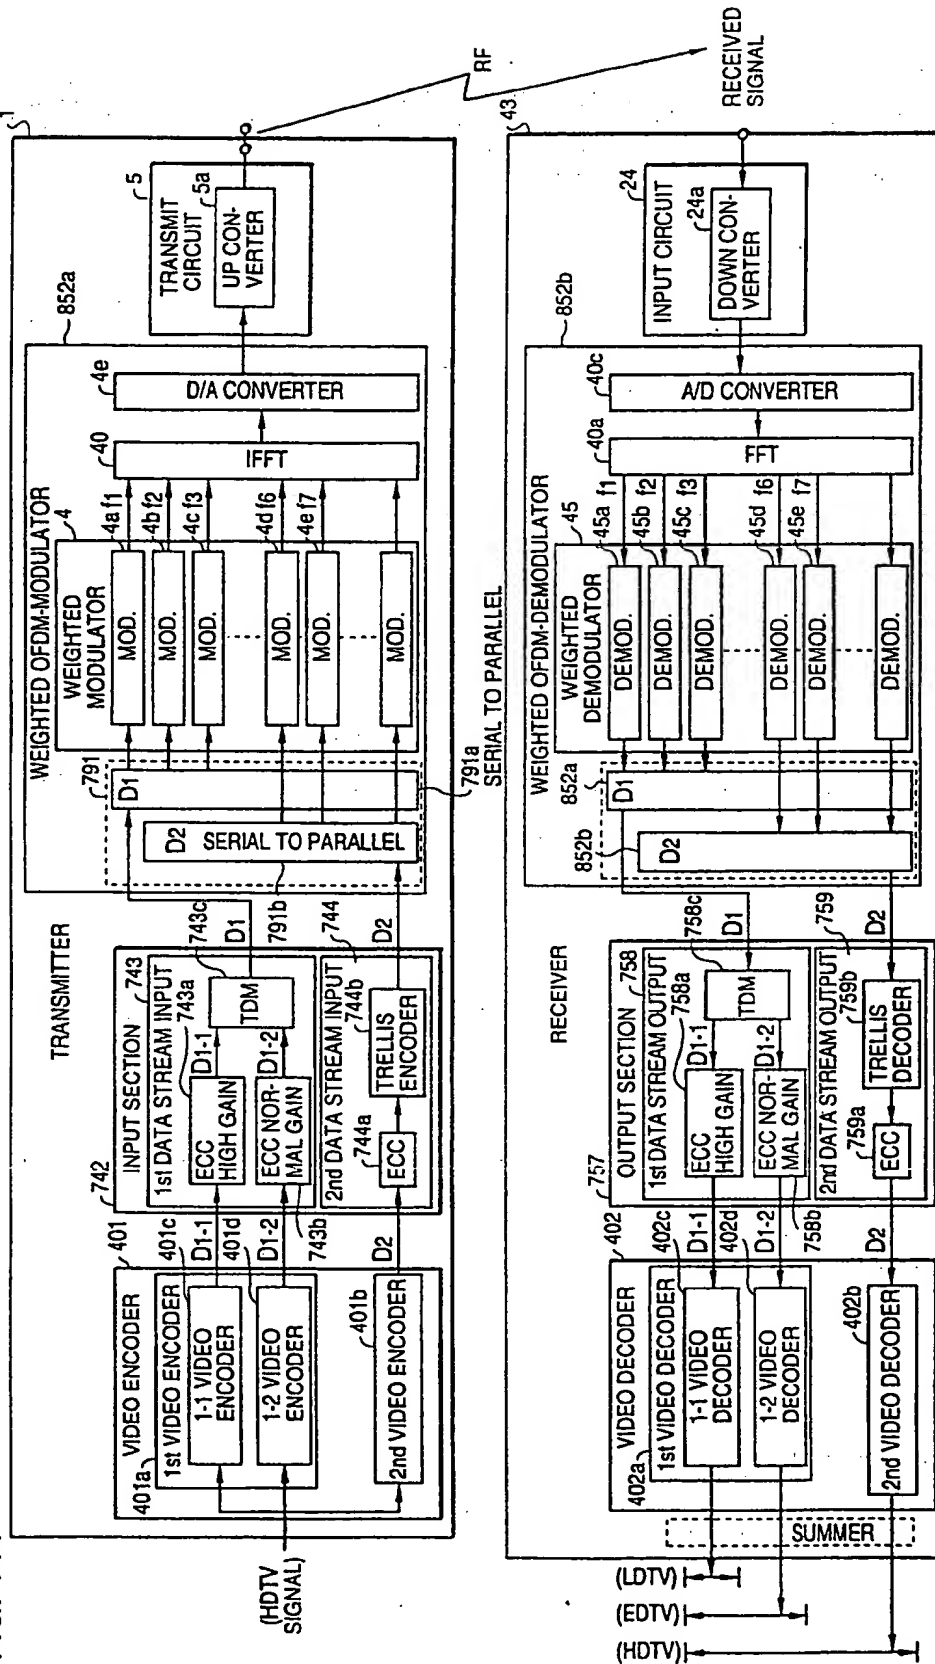 TRANSMITTER
1
(HDTV
SIGNAL)
VIDEO ENCODER
401
401a
1st VIDEO ENCODER
401c
1-1 VIDEO
ENCODER
401d
1-2 VIDEO
ENCODER
401b
2nd VIDEO ENCODER
D1-1
D1-2
D2
742
INPUT SECTION
743
1st DATA STREAM INPUT
743a
ECC
HIGH GAIN
ECC NOR-
MAL GAIN
743b
D1-1
D1-2
743c
TDM
2nd DATA STREAM INPUT
744
744a
ECC
744b
TRELLIS
ENCODER
D1
D2
WEIGHTED OFDM-MODULATOR
852a
791
D1
791b
D2
SERIAL TO PARALLEL
791a
SERIAL TO PARALLEL
WEIGHTED
MODULATOR
4
MOD.
MOD.
MOD.
MOD.
MOD.
MOD.
4a f1
4b f2
4c f3
4d f6
4e f7
40
IFFT
4e
D/A CONVERTER
5
TRANSMIT
CIRCUIT
5a
UP CON-
VERTER
RF
RECEIVED
SIGNAL
RECEIVER
43
INPUT CIRCUIT
24
24a
DOWN CON-
VERTER
WEIGHTED OFDM-DEMODULATOR
852b
40c
A/D CONVERTER
40a
FFT
45a f1
45b f2
45c f3
45d f6
45e f7
WEIGHTED
DEMODULATOR
45
DEMOD.
DEMOD.
DEMOD.
DEMOD.
DEMOD.
DEMOD.
852a
D1
852b
D2
D1
D2
757
OUTPUT SECTION
758
1st DATA STREAM OUTPUT
758a
758c
TDM
D1-1
D1-2
ECC
HIGH GAIN
ECC NOR-
MAL GAIN
758b
2nd DATA STREAM OUTPUT
759
759b
TRELLIS
DECODER
759a
ECC
D1-1
D1-2
D2
VIDEO DECODER
402
402a
1st VIDEO DECODER
402c
1-1 VIDEO
DECODER
402d
1-2 VIDEO
DECODER
402b
2nd VIDEO DECODER
SUMMER
(LDTV)
(EDTV)
(HDTV)